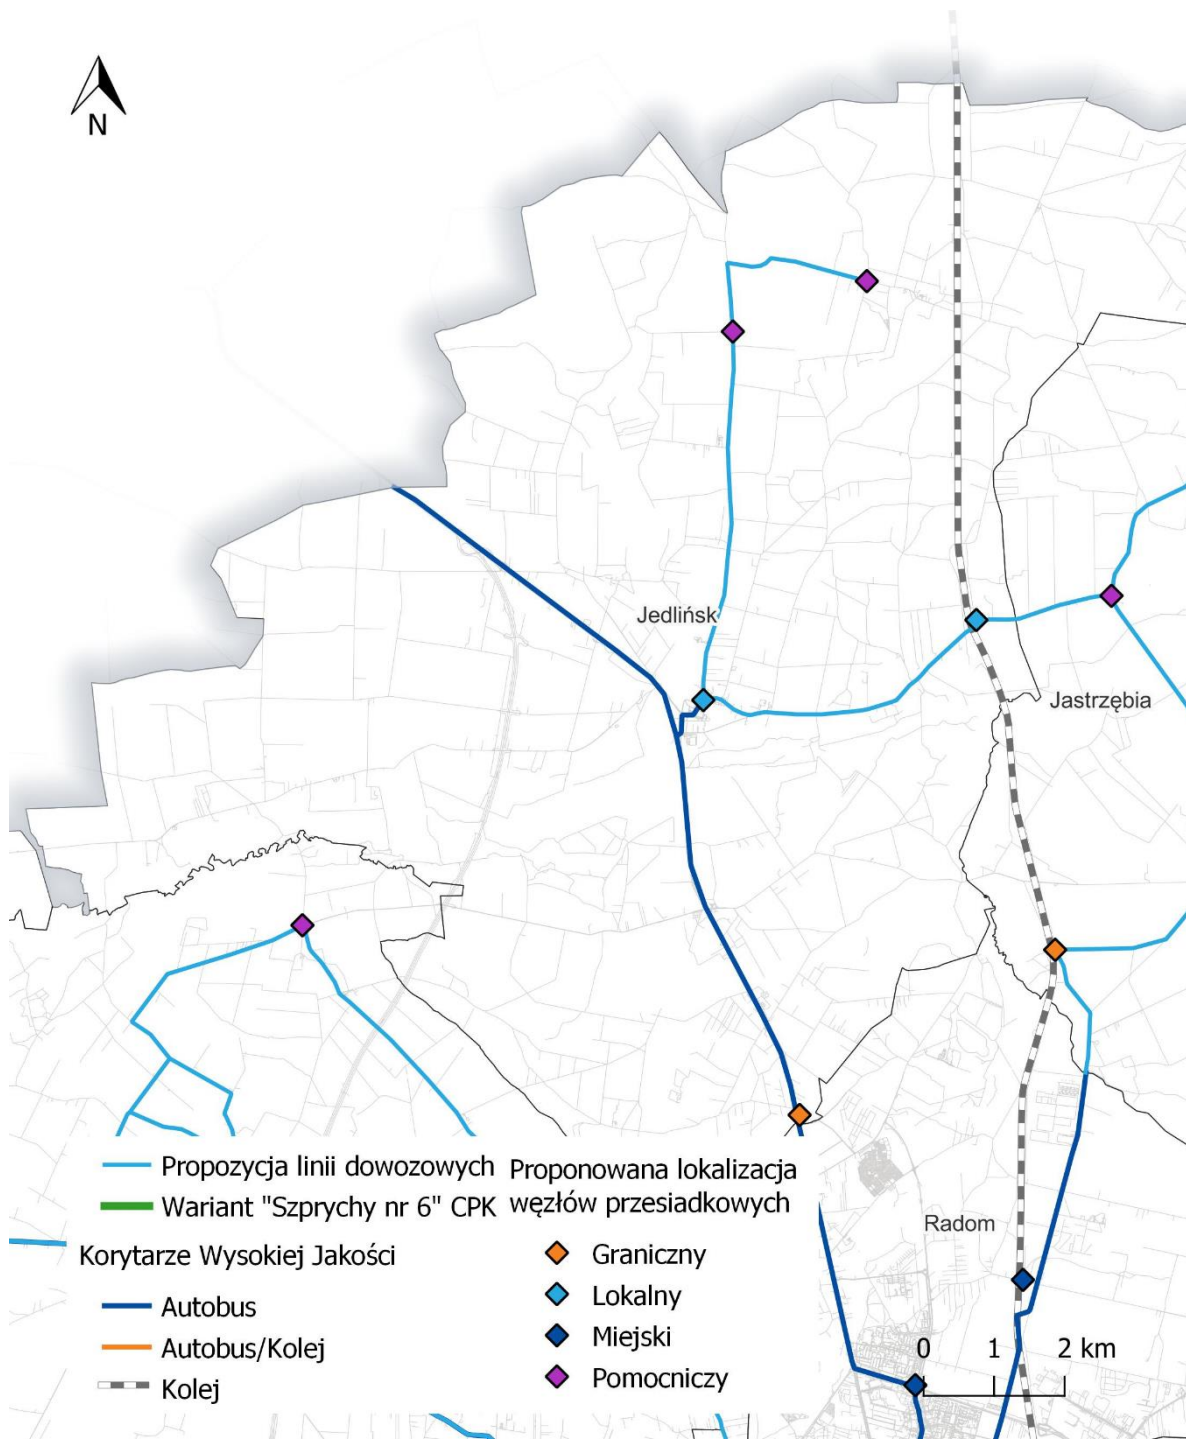 N
Jedlińsk
Jastrzębia
Propozycja linii dowozowych
Wariant "Szprychy nr 6" CPK
Korytarze Wysokiej Jakości
Autobus
Autobus/Kolej
Kolej
Proponowana lokalizacja
węzłów przesiadkowych
Graniczny
Lokalny
Miejski
Pomocniczy
Radom
0 1 2 km